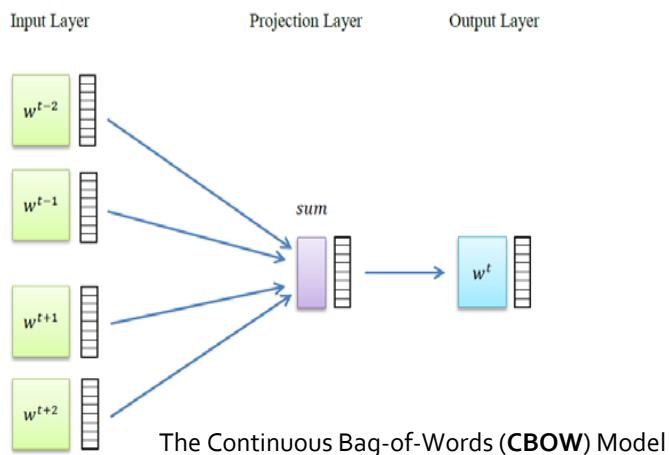 Input Layer Projection Layer Output Layer
w^{t-2}
w^{t-1}
sum
w^t
w^{t+1}
w^{t+2}
The Continuous Bag-of-Words (CBOW) Model